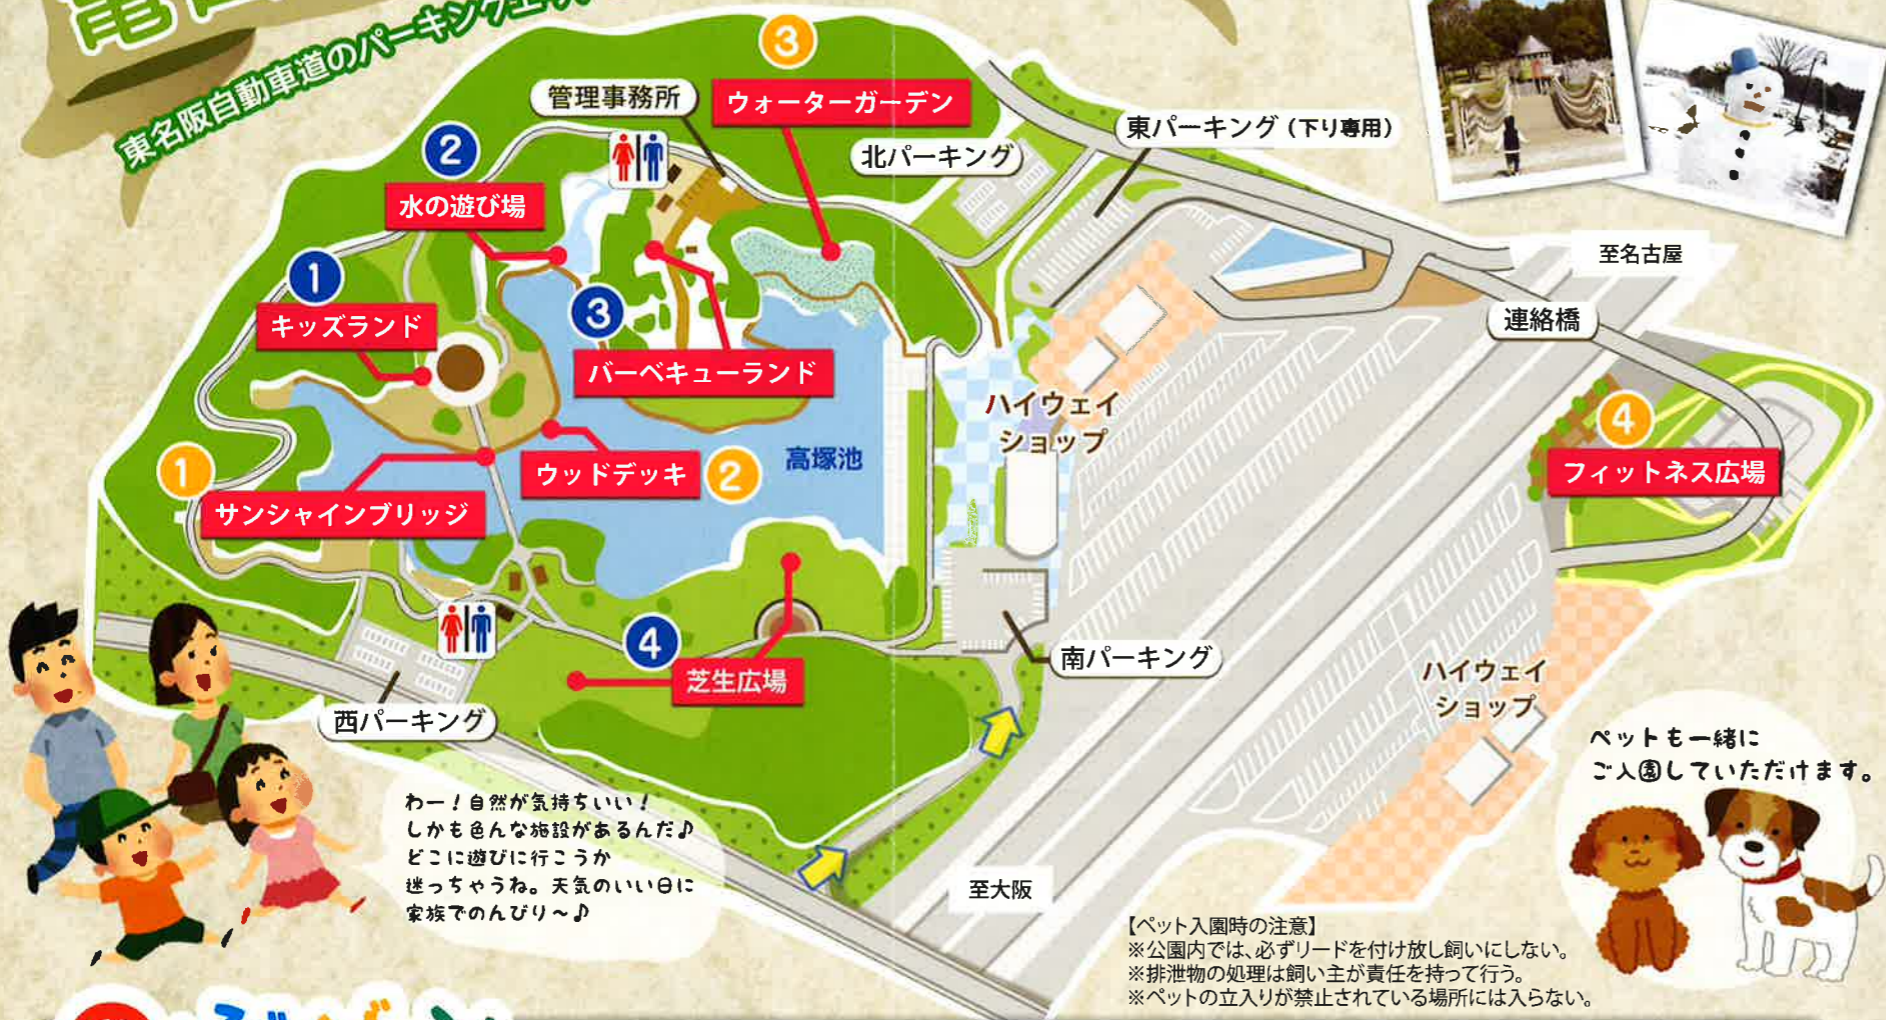 東名阪自動車道のパーキングエリ
3
管理事務所
ウォーターガーデン
東パーキング（下り専用）
北パーキング
2
水の遊び場
至名古屋
1
キッズランド
3
バーベキューランド
連絡橋
ハイウェイ
ショップ
4
フィットネス広場
1
サンシャインブリッジ
ウッドデッキ
2
高塚池
4
芝生広場
南パーキング
西パーキング
ハイウェイ
ショップ
ペットも一緒に
ご入園していただけます。
わー！自然が気持ちいい！
しかも色んな施設があるんだ♪
どこに遊びに行こうか
迷っちゃうね。天気のいい日に
家族でのんびり～♪
至大阪
【ペット入園時の注意】
※公園内では、必ずリードを付け放し飼いにしない。
※排泄物の処理は飼い主が責任を持って行う。
※ペットの立入りが禁止されている場所には入らない。